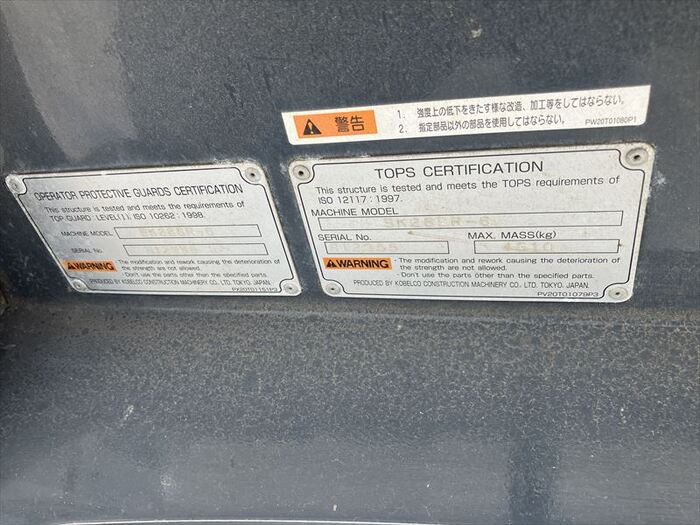 警告
1. 強度上の低下をきたす様な改造、加工等をしてはならない。
2. 指定部品以外の部品を使用してはならない。
PW20T01080P1
OPERATOR PROTECTIVE GUARDS CERTIFICATION
This structure is tested and meets the requirements of
TOP GUARD : LEVEL(1), ISO 10262 : 1998.
MACHINE MODEL
SERIAL No.
WARNING
·The modification and rework causing the deterioration of
the strength are not allowed.
·Don't use the parts other than the specified parts.
PRODUCED BY KOBELCO CONSTRUCTION MACHINERY CO., LTD. TOKYO, JAPAN.
PX20T01151P3
TOPS CERTIFICATION
This structure is tested and meets the TOPS requirements of
ISO 12117 : 1997.
MACHINE MODEL
SERIAL No.
MAX. MASS(kg)
4510
WARNING
·The modification and rework causing the deterioration of
the strength are not allowed.
·Don't use the parts other than the specified parts.
PRODUCED BY KOBELCO CONSTRUCTION MACHINERY CO., LTD. TOKYO, JAPAN.
PV20T01079P3